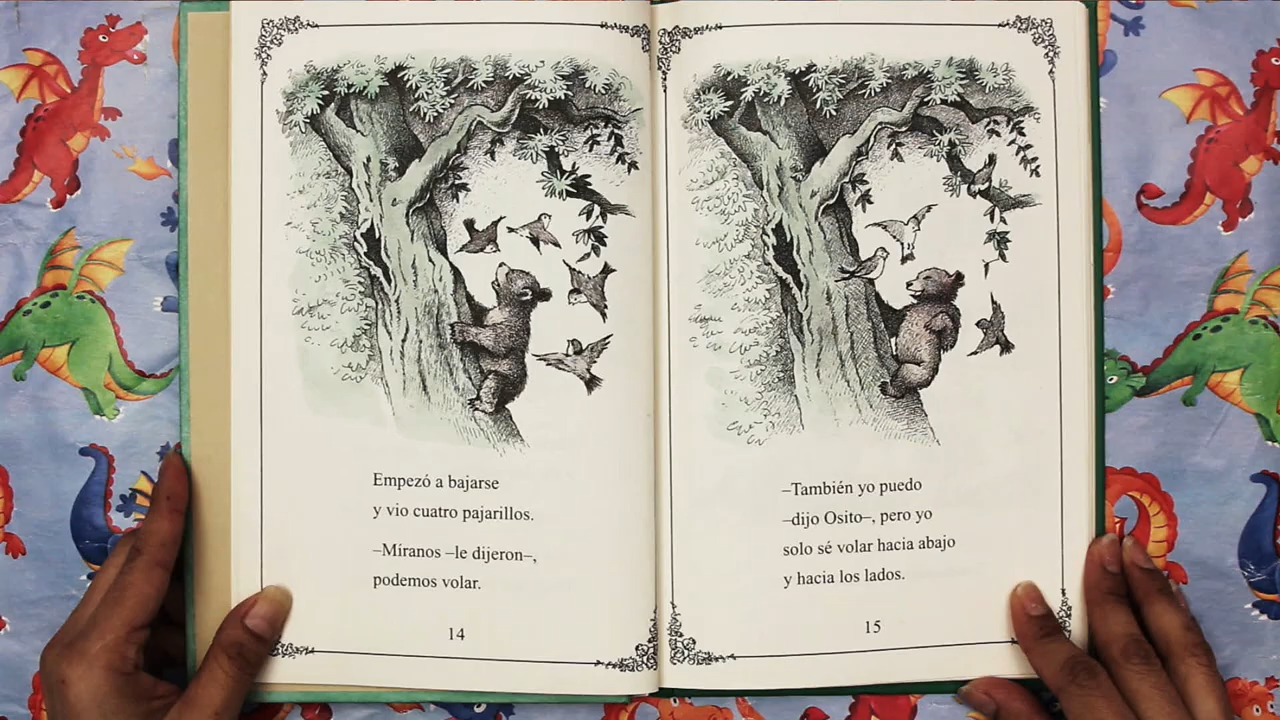 Empezó a bajarse
y vio cuatro pajarillos.
–Míranos –le dijeron–,
podemos volar.
14
–También yo puedo
–dijo Osito–, pero yo
solo sé volar hacia abajo
y hacia los lados.
15